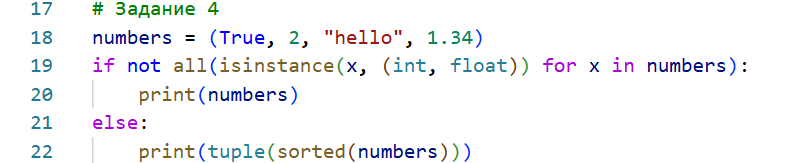 17 # Задание 4
18 numbers = (True, 2, "hello", 1.34)
19 if not all(isinstance(x, (int, float)) for x in numbers):
20     print(numbers)
21 else:
22     print(tuple(sorted(numbers)))